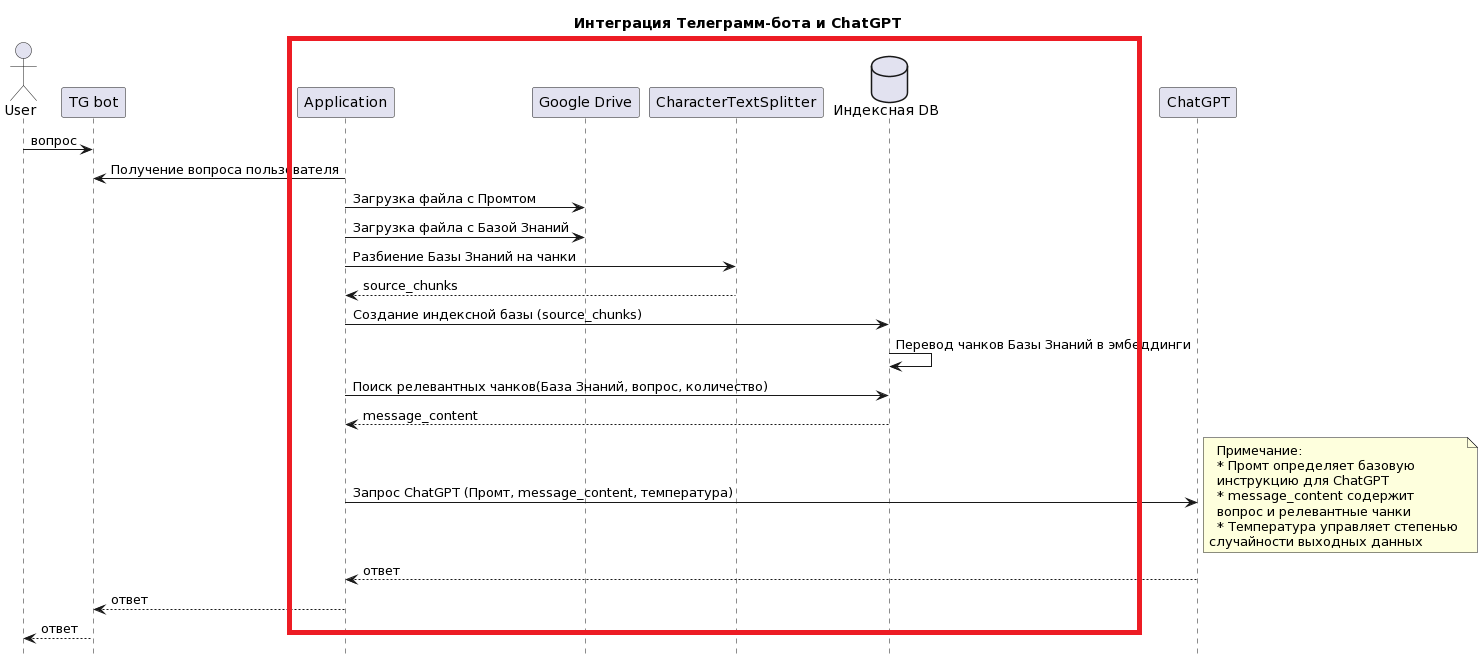 Интеграция Телеграмм-бота и ChatGPT
User
TG bot
Application
Google Drive
CharacterTextSplitter
Индексная DB
ChatGPT
вопрос
Получение вопроса пользователя
Загрузка файла с Промтом
Загрузка файла с Базой Знаний
Разбиение Базы Знаний на чанки
source_chunks
Создание индексной базы (source_chunks)
Перевод чанков Базы Знаний в эмбеддинги
Поиск релевантных чанков(База Знаний, вопрос, количество)
message_content
Запрос ChatGPT (Промт, message_content, температура)
Примечание:
* Промт определяет базовую
инструкцию для ChatGPT
* message_content содержит
вопрос и релевантные чанки
* Температура управляет степенью
случайности выходных данных
ответ
ответ
ответ